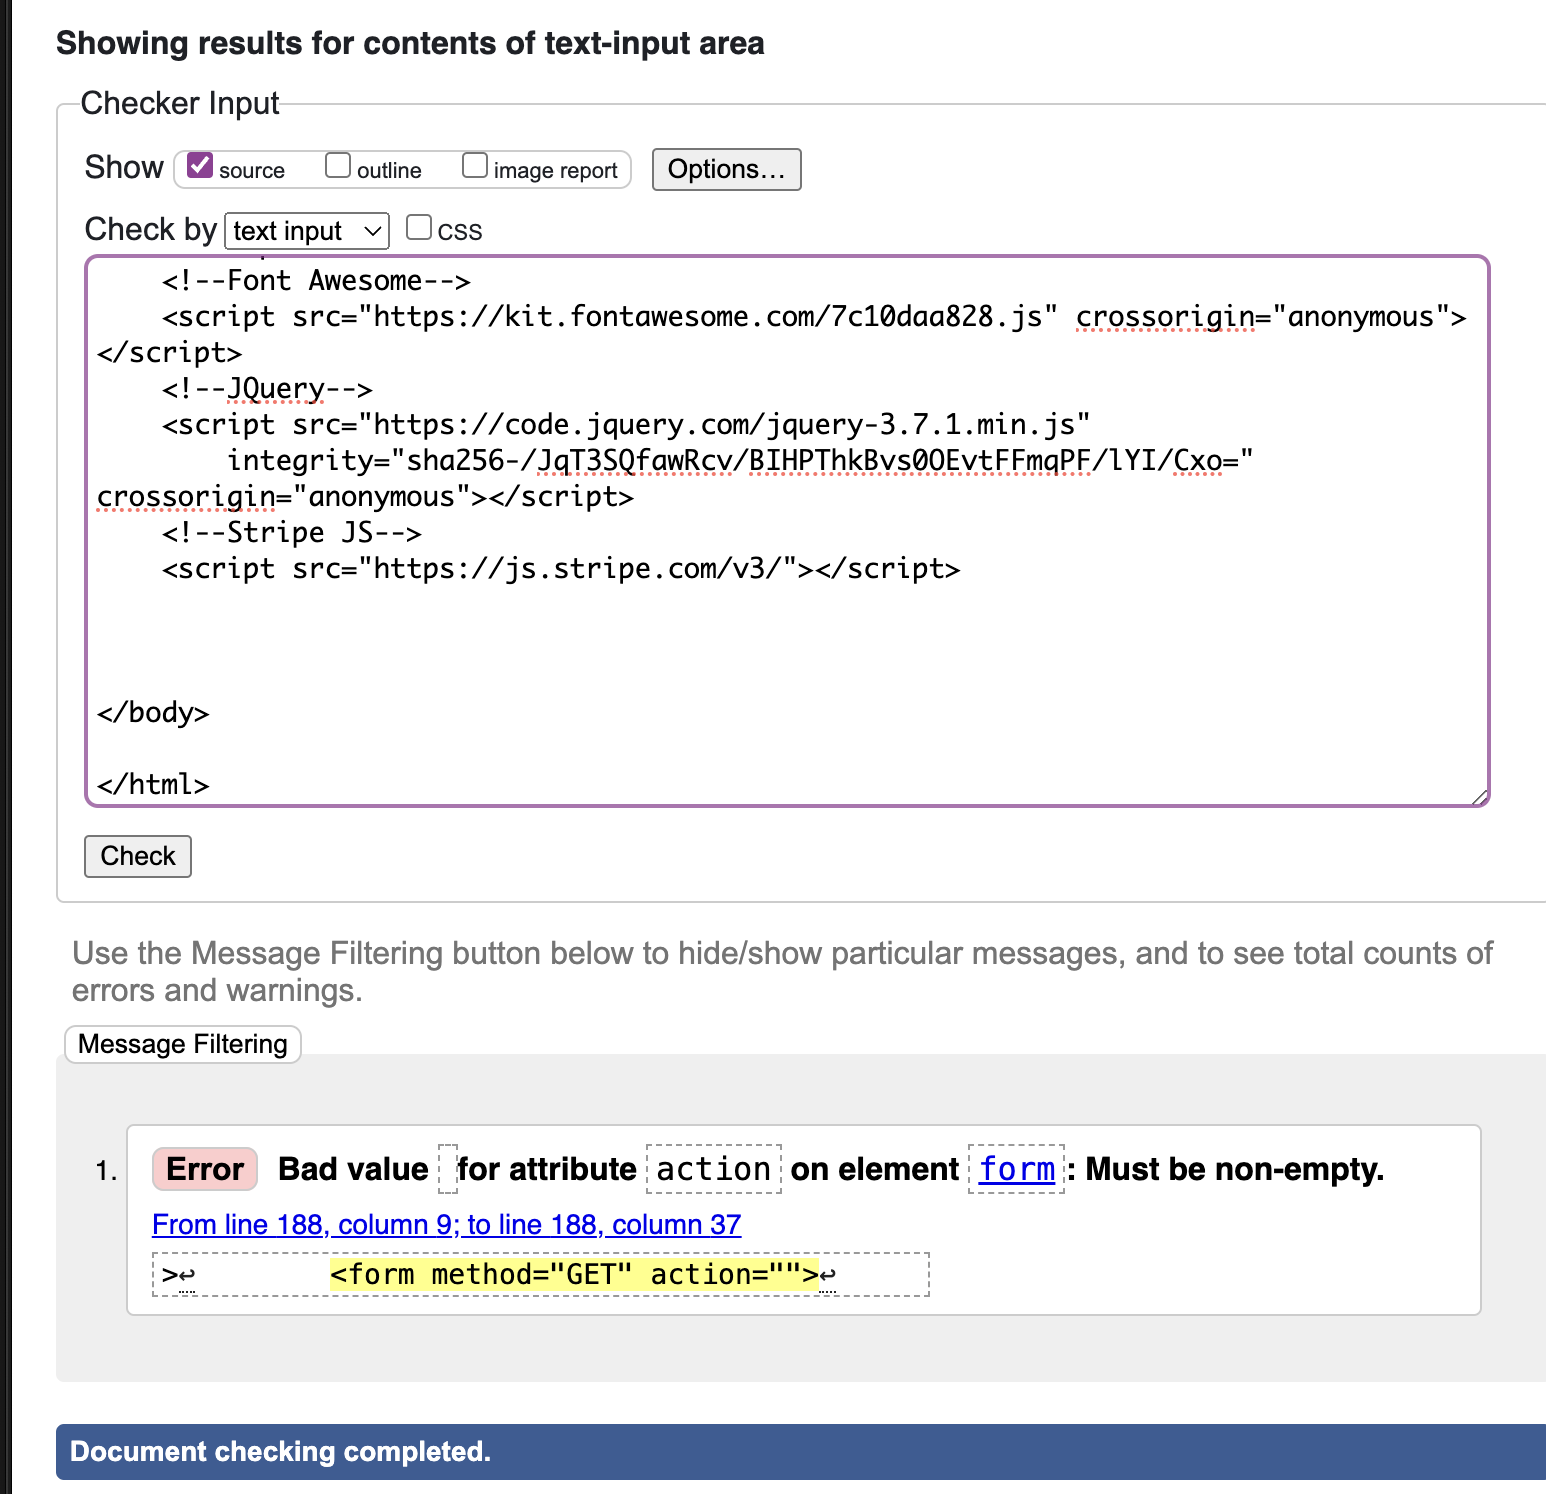 Showing results for contents of text-input area
Checker Input
Show source outline image report Options…
Check by text input CSS
<!--Font Awesome-->
<script src="https://kit.fontawesome.com/7c10daa828.js" crossorigin="anonymous">
</script>
<!--JQuery-->
<script src="https://code.jquery.com/jquery-3.7.1.min.js"
integrity="sha256-/JqT3SQfawRcv/BIHPThkBvs0OEvtFFmqPF/lYI/Cxo="
crossorigin="anonymous"></script>
<!--Stripe JS-->
<script src="https://js.stripe.com/v3/"></script>
</body>
</html>
Check
Use the Message Filtering button below to hide/show particular messages, and to see total counts of
errors and warnings.
Message Filtering
1. Error Bad value for attribute action on element form: Must be non-empty.
From line 188, column 9; to line 188, column 37
>↩ <form method="GET" action="">↩
Document checking completed.